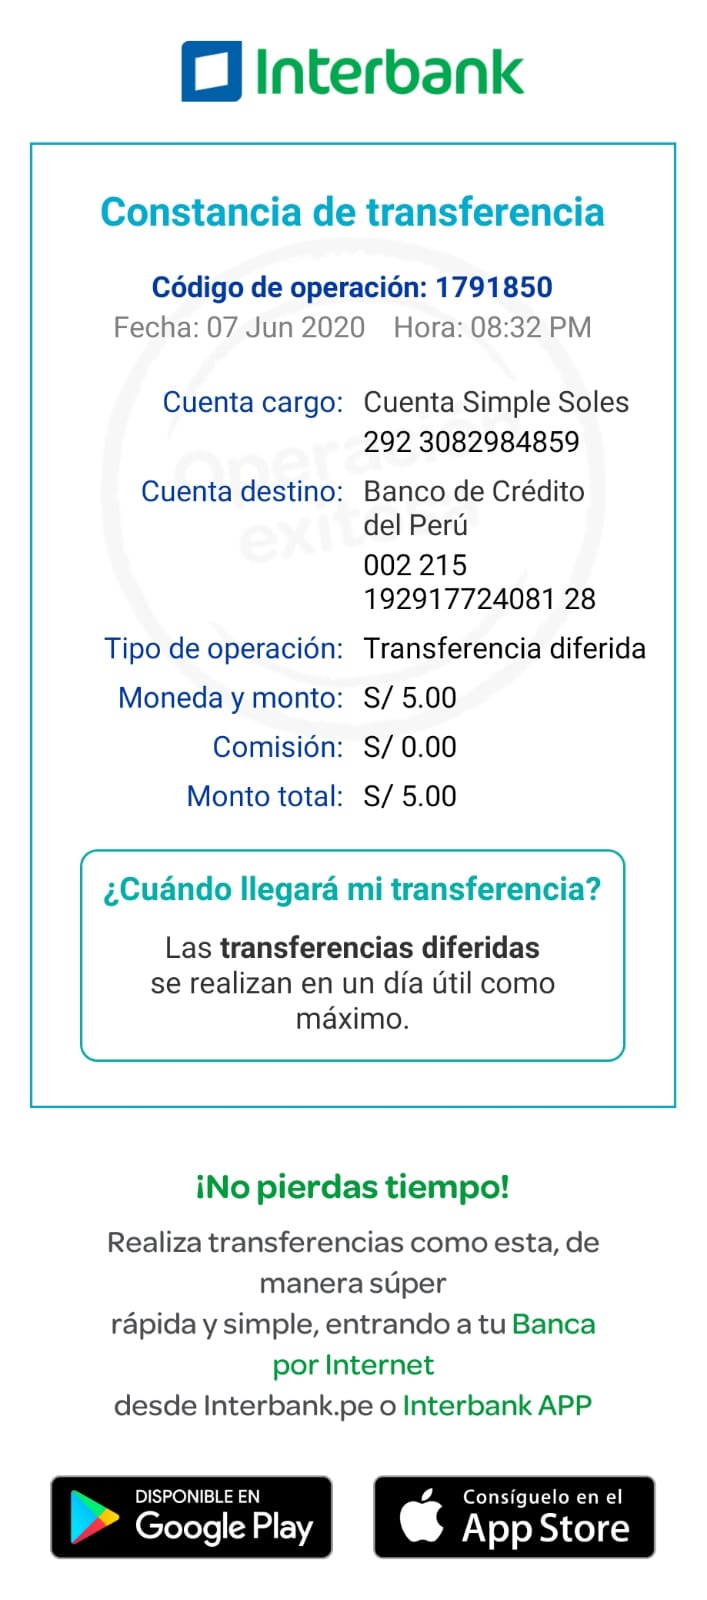 Interbank
Constancia de transferencia
Código de operación: 1791850
Fecha: 07 Jun 2020 Hora: 08:32 PM
Cuenta cargo: Cuenta Simple Soles
292 3082984859
Cuenta destino: Banco de Crédito
del Perú
002 215
192917724081 28
Operación
exitosa
Tipo de operación: Transferencia diferida
Moneda y monto: S/ 5.00
Comisión: S/ 0.00
Monto total: S/ 5.00
¿Cuándo llegará mi transferencia?
Las transferencias diferidas
se realizan en un día útil como
máximo.
¡No pierdas tiempo!
Realiza transferencias como esta, de
manera súper
rápida y simple, entrando a tu Banca
por Internet
desde Interbank.pe o Interbank APP
DISPONIBLE EN
Google Play
Consíguelo en el
App Store